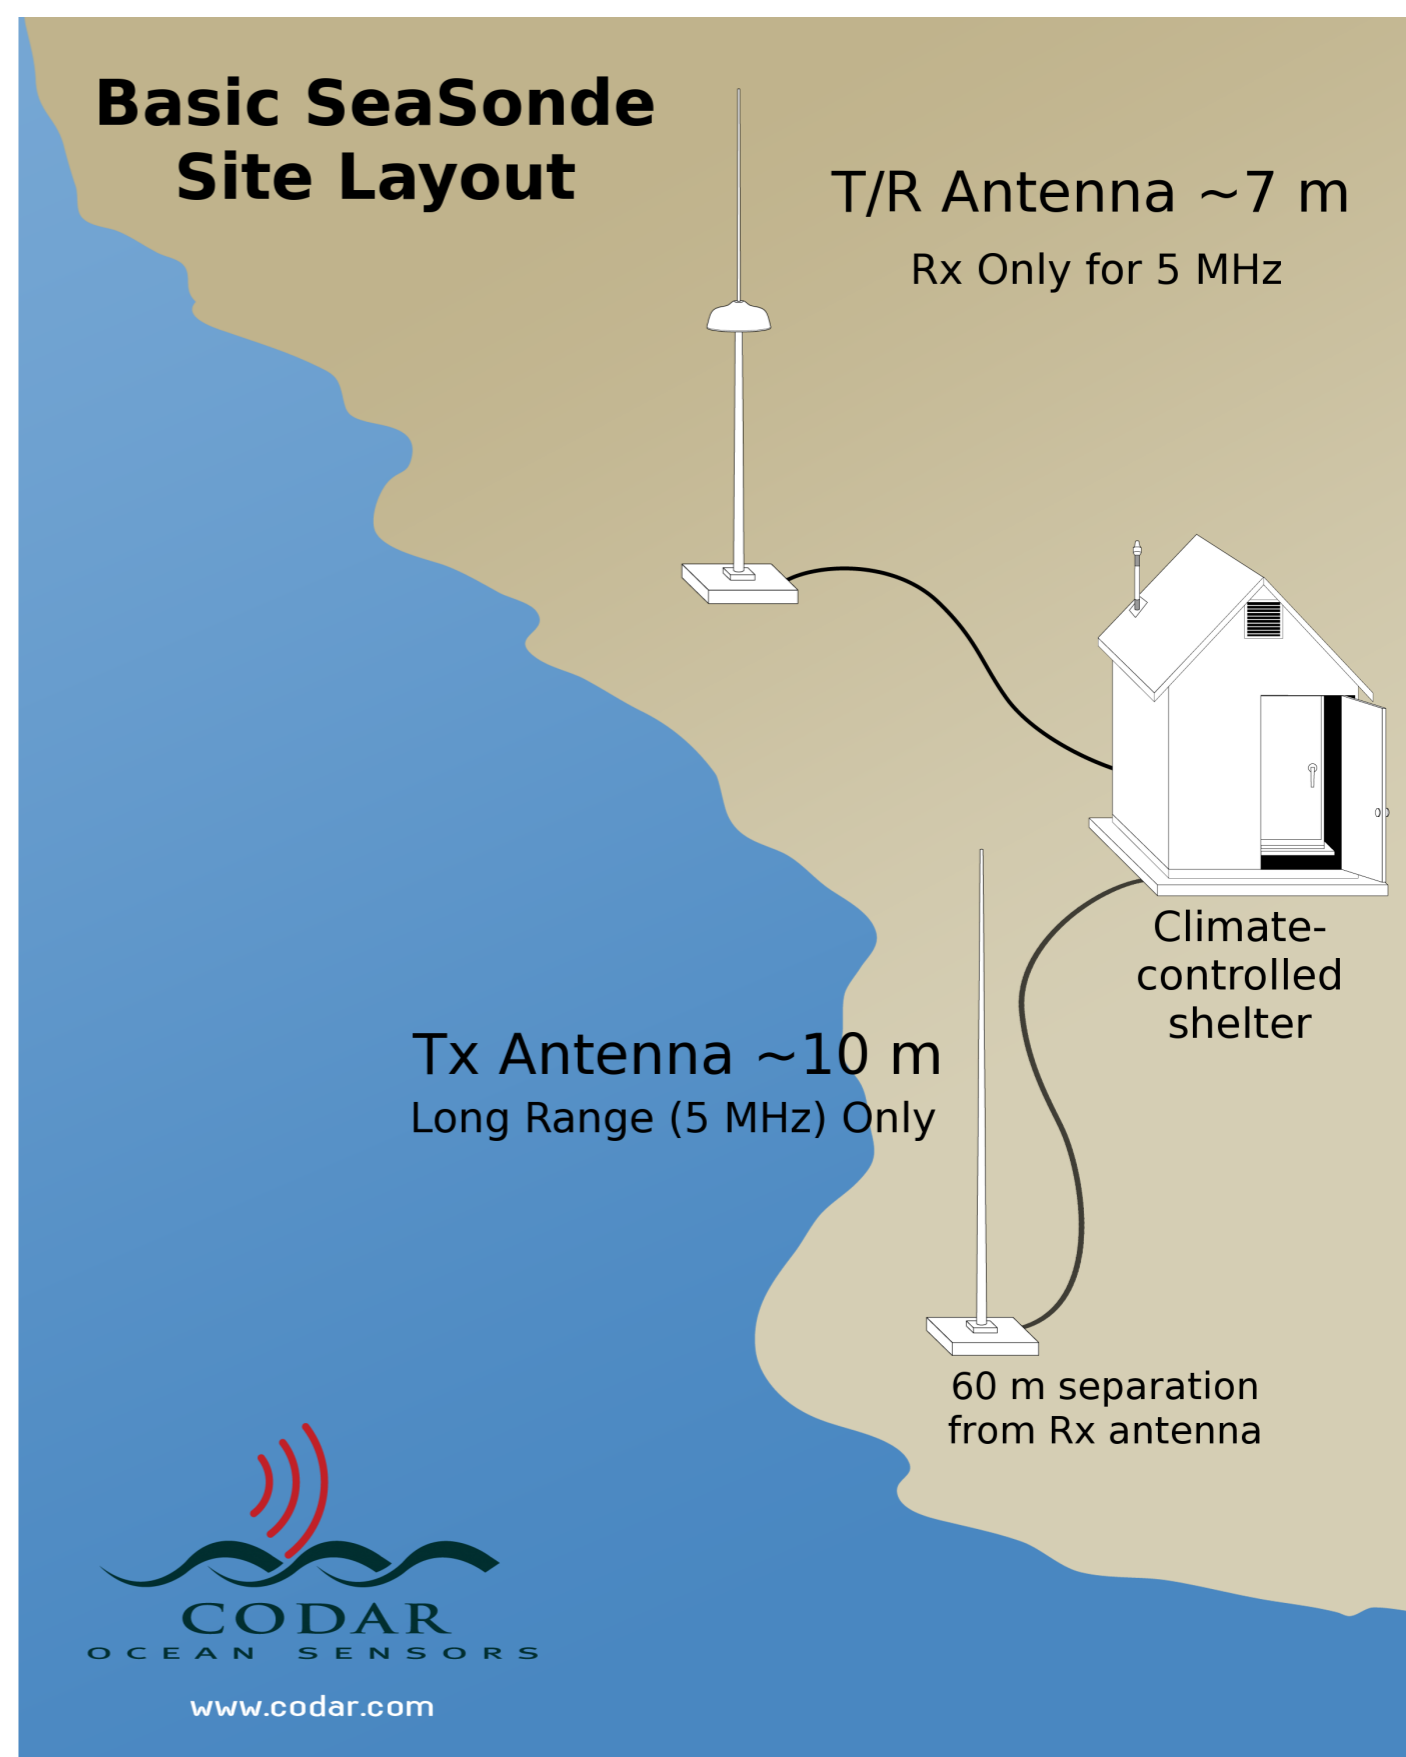 Basic SeaSonde
Site Layout
T/R Antenna ~7 m
Rx Only for 5 MHz
Climate-
controlled
shelter
Tx Antenna ~10 m
Long Range (5 MHz) Only
60 m separation
from Rx antenna
CODAR
OCEAN SENSORS
www.codar.com